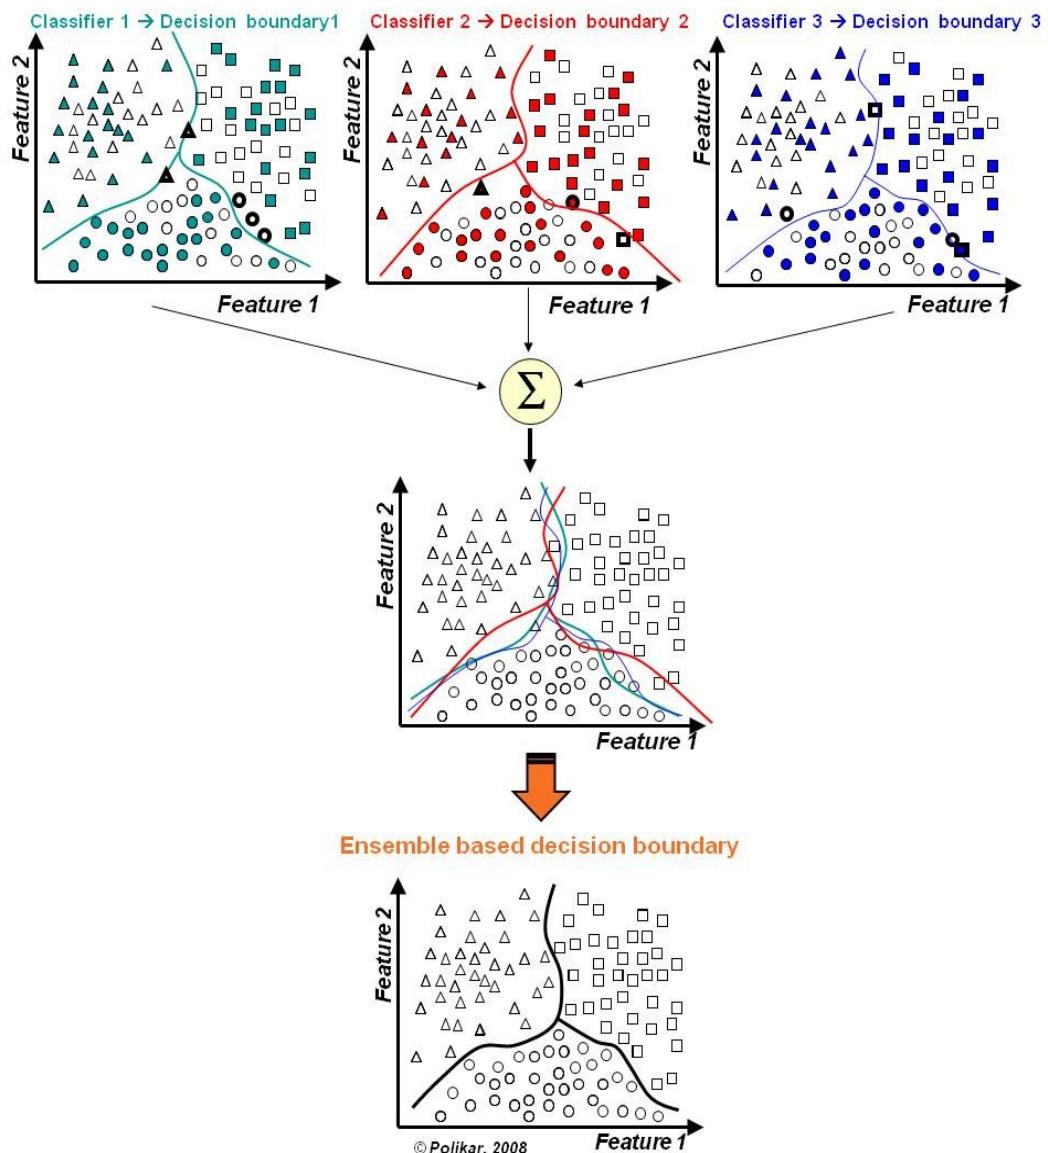 Classifier 1 → Decision boundary1
Classifier 2 → Decision boundary 2
Classifier 3 → Decision boundary 3
Feature 2
Feature 2
Feature 2
Feature 1
Feature 1
Feature 1
Σ
Feature 2
Feature 1
Ensemble based decision boundary
Feature 2
Feature 1
© Polikar, 2008